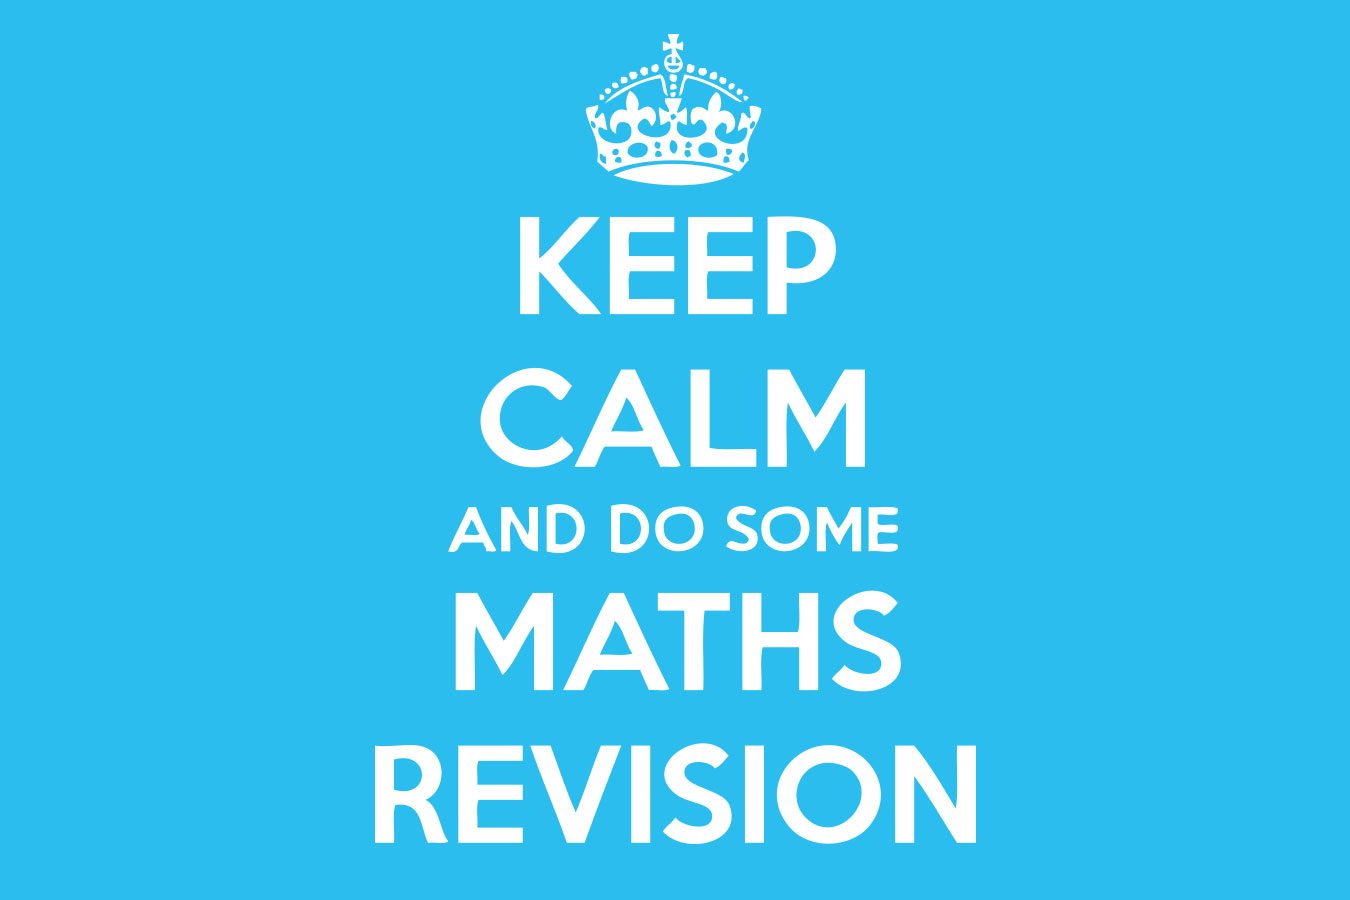 KEEP
CALM
AND DO SOME
MATHS
REVISION